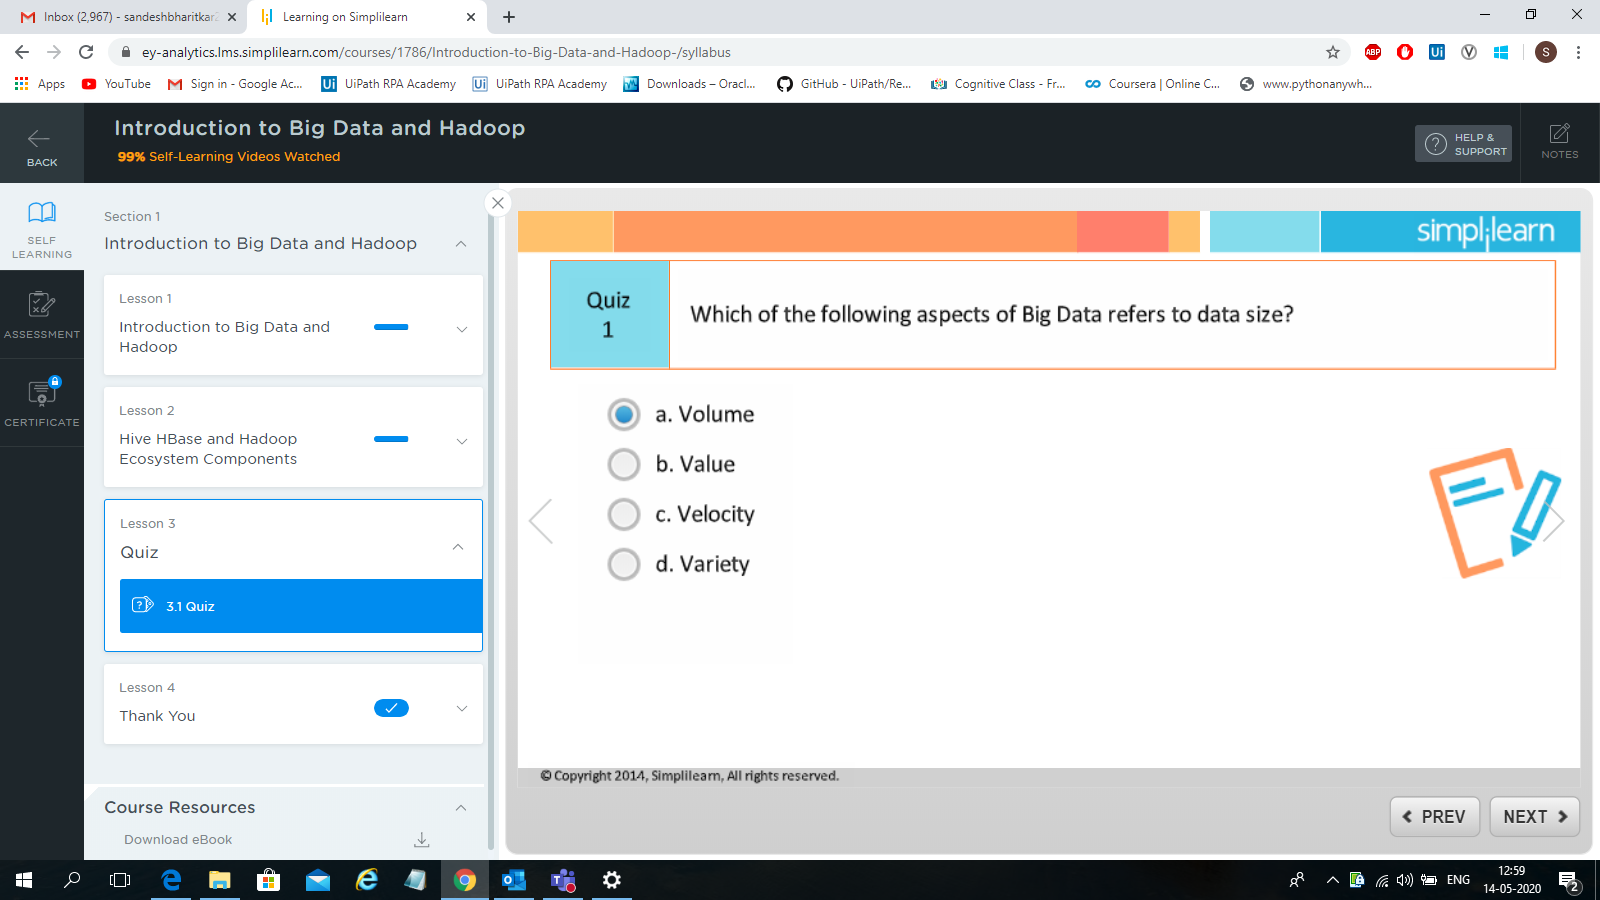 Inbox (2,967) - sandeshbharitkar2
Learning on Simplilearn
ey-analytics.lms.simplilearn.com/courses/1786/Introduction-to-Big-Data-and-Hadoop-/syllabus
ABP
Ui
S
Apps
YouTube
Sign in - Google Ac...
Ui
UiPath RPA Academy
Ui
UiPath RPA Academy
Downloads – Oracl...
GitHub - UiPath/Re...
Cognitive Class - Fr...
Coursera | Online C...
www.pythonanywh...
BACK
Introduction to Big Data and Hadoop
99% Self-Learning Videos Watched
HELP &
SUPPORT
NOTES
SELF
LEARNING
ASSESSMENT
CERTIFICATE
Section 1
Introduction to Big Data and Hadoop
Lesson 1
Introduction to Big Data and
Hadoop
Lesson 2
Hive HBase and Hadoop
Ecosystem Components
Lesson 3
Quiz
3.1 Quiz
Lesson 4
Thank You
Course Resources
Download eBook
simplilearn
Quiz
1
Which of the following aspects of Big Data refers to data size?
a. Volume
b. Value
c. Velocity
d. Variety
© Copyright 2014, Simplilearn, All rights reserved.
PREV
NEXT
ENG
12:59
14-05-2020
2